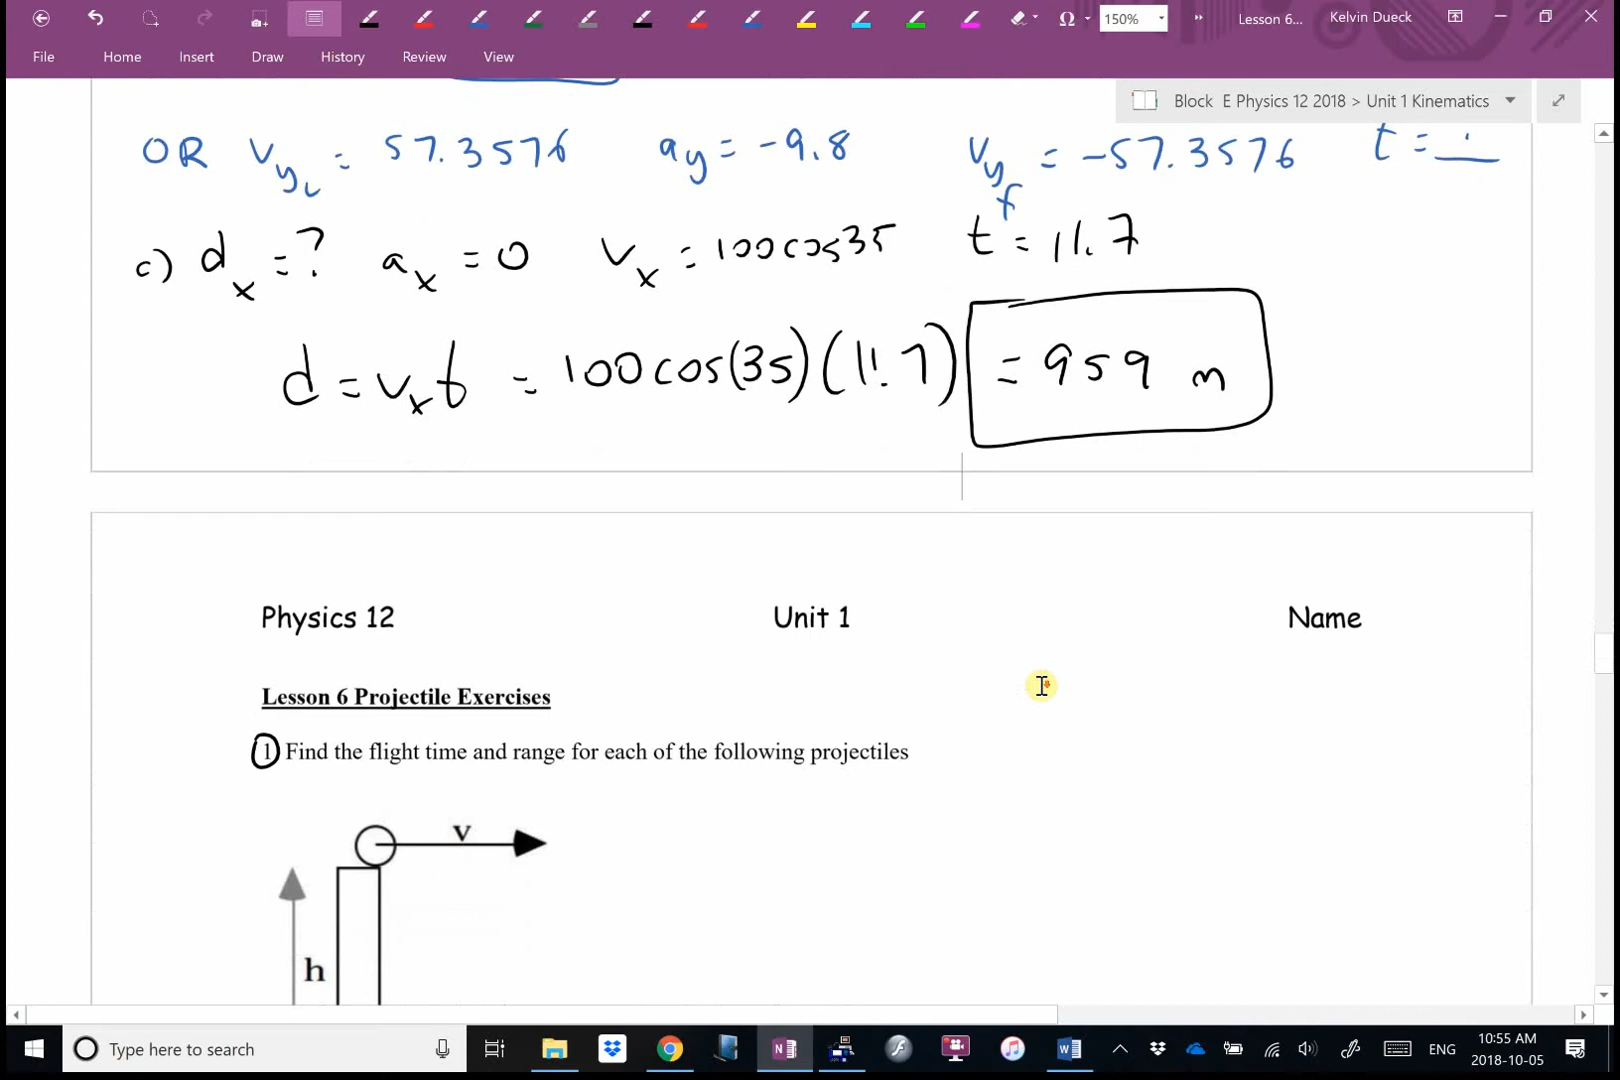 150%
Lesson 6...
Kelvin Dueck
File Home Insert Draw History Review View
Block E Physics 12 2018 > Unit 1 Kinematics
OR v_yi = 57.3576 a_y = -9.8 v_yf = -57.3576 t = __
c) d_x = ? a_x = 0 v_x = 100cos35 t = 11.7
d = v_x t = 100cos(35)(11.7) = 959 m
Physics 12 Unit 1 Name
Lesson 6 Projectile Exercises
1 Find the flight time and range for each of the following projectiles
v
h
Type here to search
ENG
10:55 AM
2018-10-05